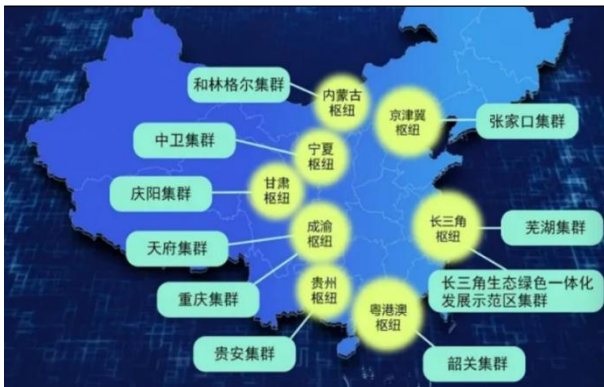 和林格尔集群
内蒙古
枢纽
京津冀
枢纽
张家口集群
中卫集群
宁夏
枢纽
庆阳集群
甘肃
枢纽
天府集群
成渝
枢纽
长三角
枢纽
芜湖集群
重庆集群
贵州
枢纽
粤港澳
枢纽
长三角生态绿色一体化
发展示范区集群
贵安集群
韶关集群